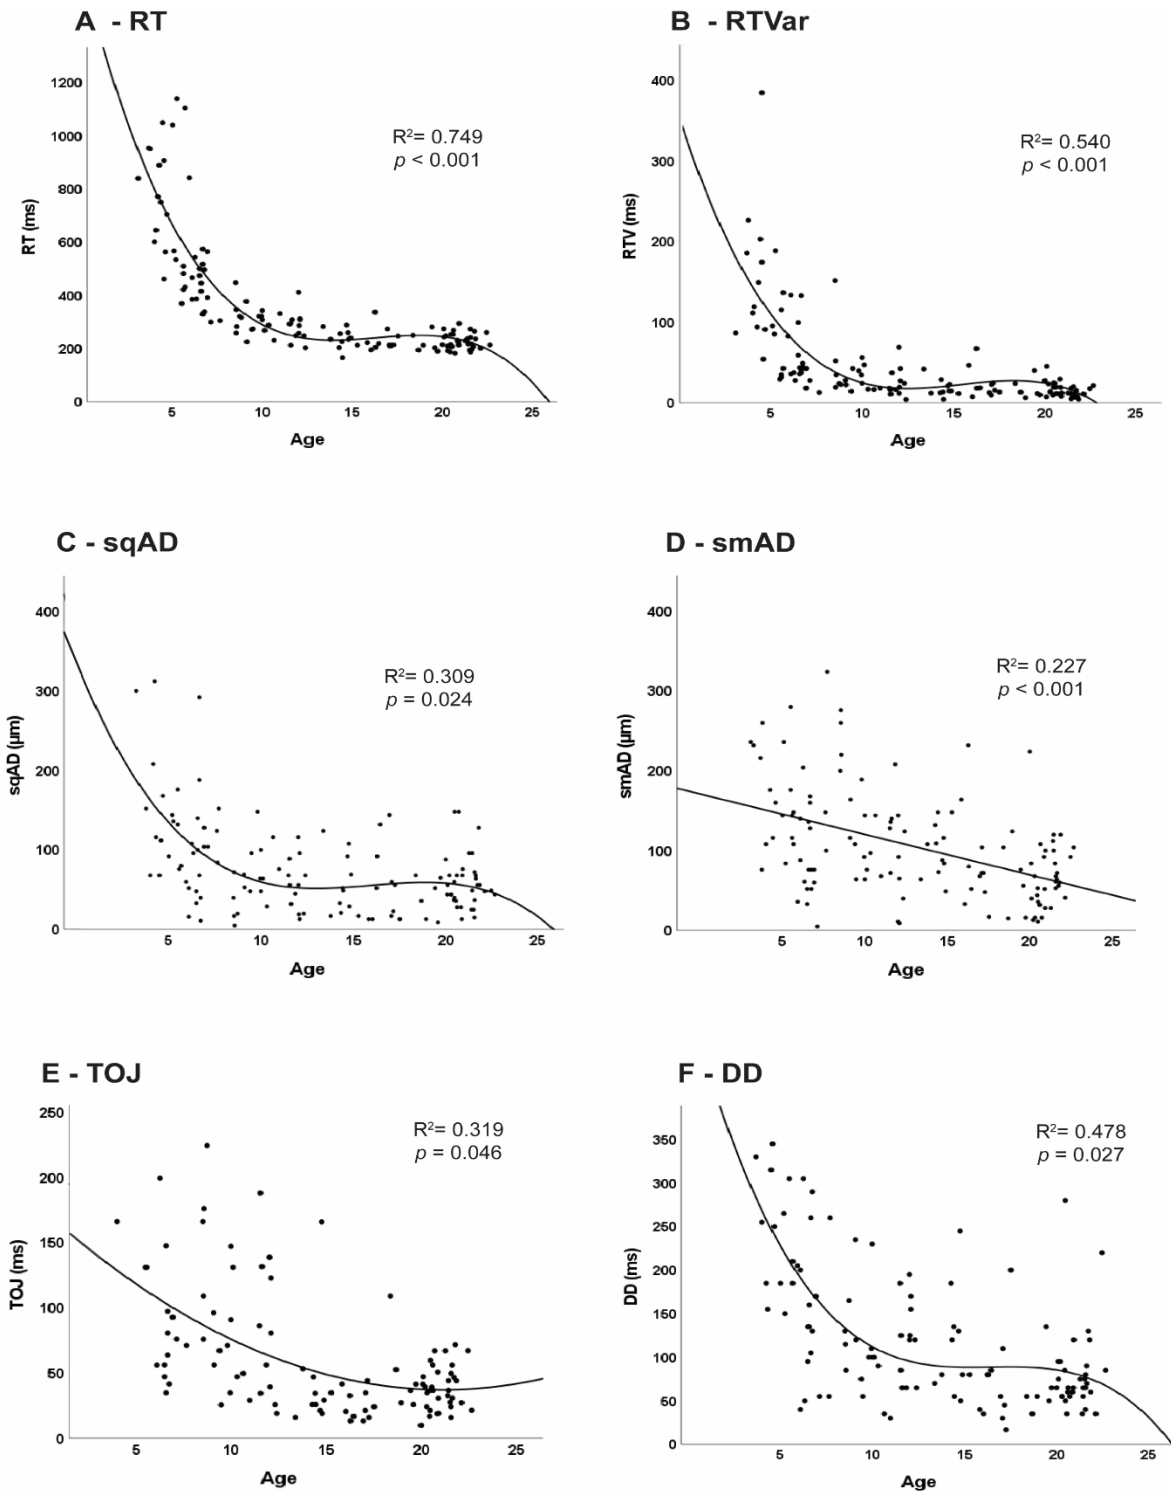 A - RT
1200
1000
800
600
400
200
0
RT (ms)
R²= 0.749
p < 0.001
5 10 15 20 25
Age
B - RTVar
400
300
200
100
0
RTV (ms)
R²= 0.540
p < 0.001
5 10 15 20 25
Age
C - sqAD
400
300
200
100
0
sqAD (µm)
R²= 0.309
p = 0.024
5 10 15 20 25
Age
D - smAD
400
300
200
100
0
smAD (µm)
R²= 0.227
p < 0.001
5 10 15 20 25
Age
E - TOJ
250
200
150
100
50
0
TOJ (ms)
R²= 0.319
p = 0.046
5 10 15 20 25
Age
F - DD
350
300
250
200
150
100
50
0
DD (ms)
R²= 0.478
p = 0.027
5 10 15 20 25
Age